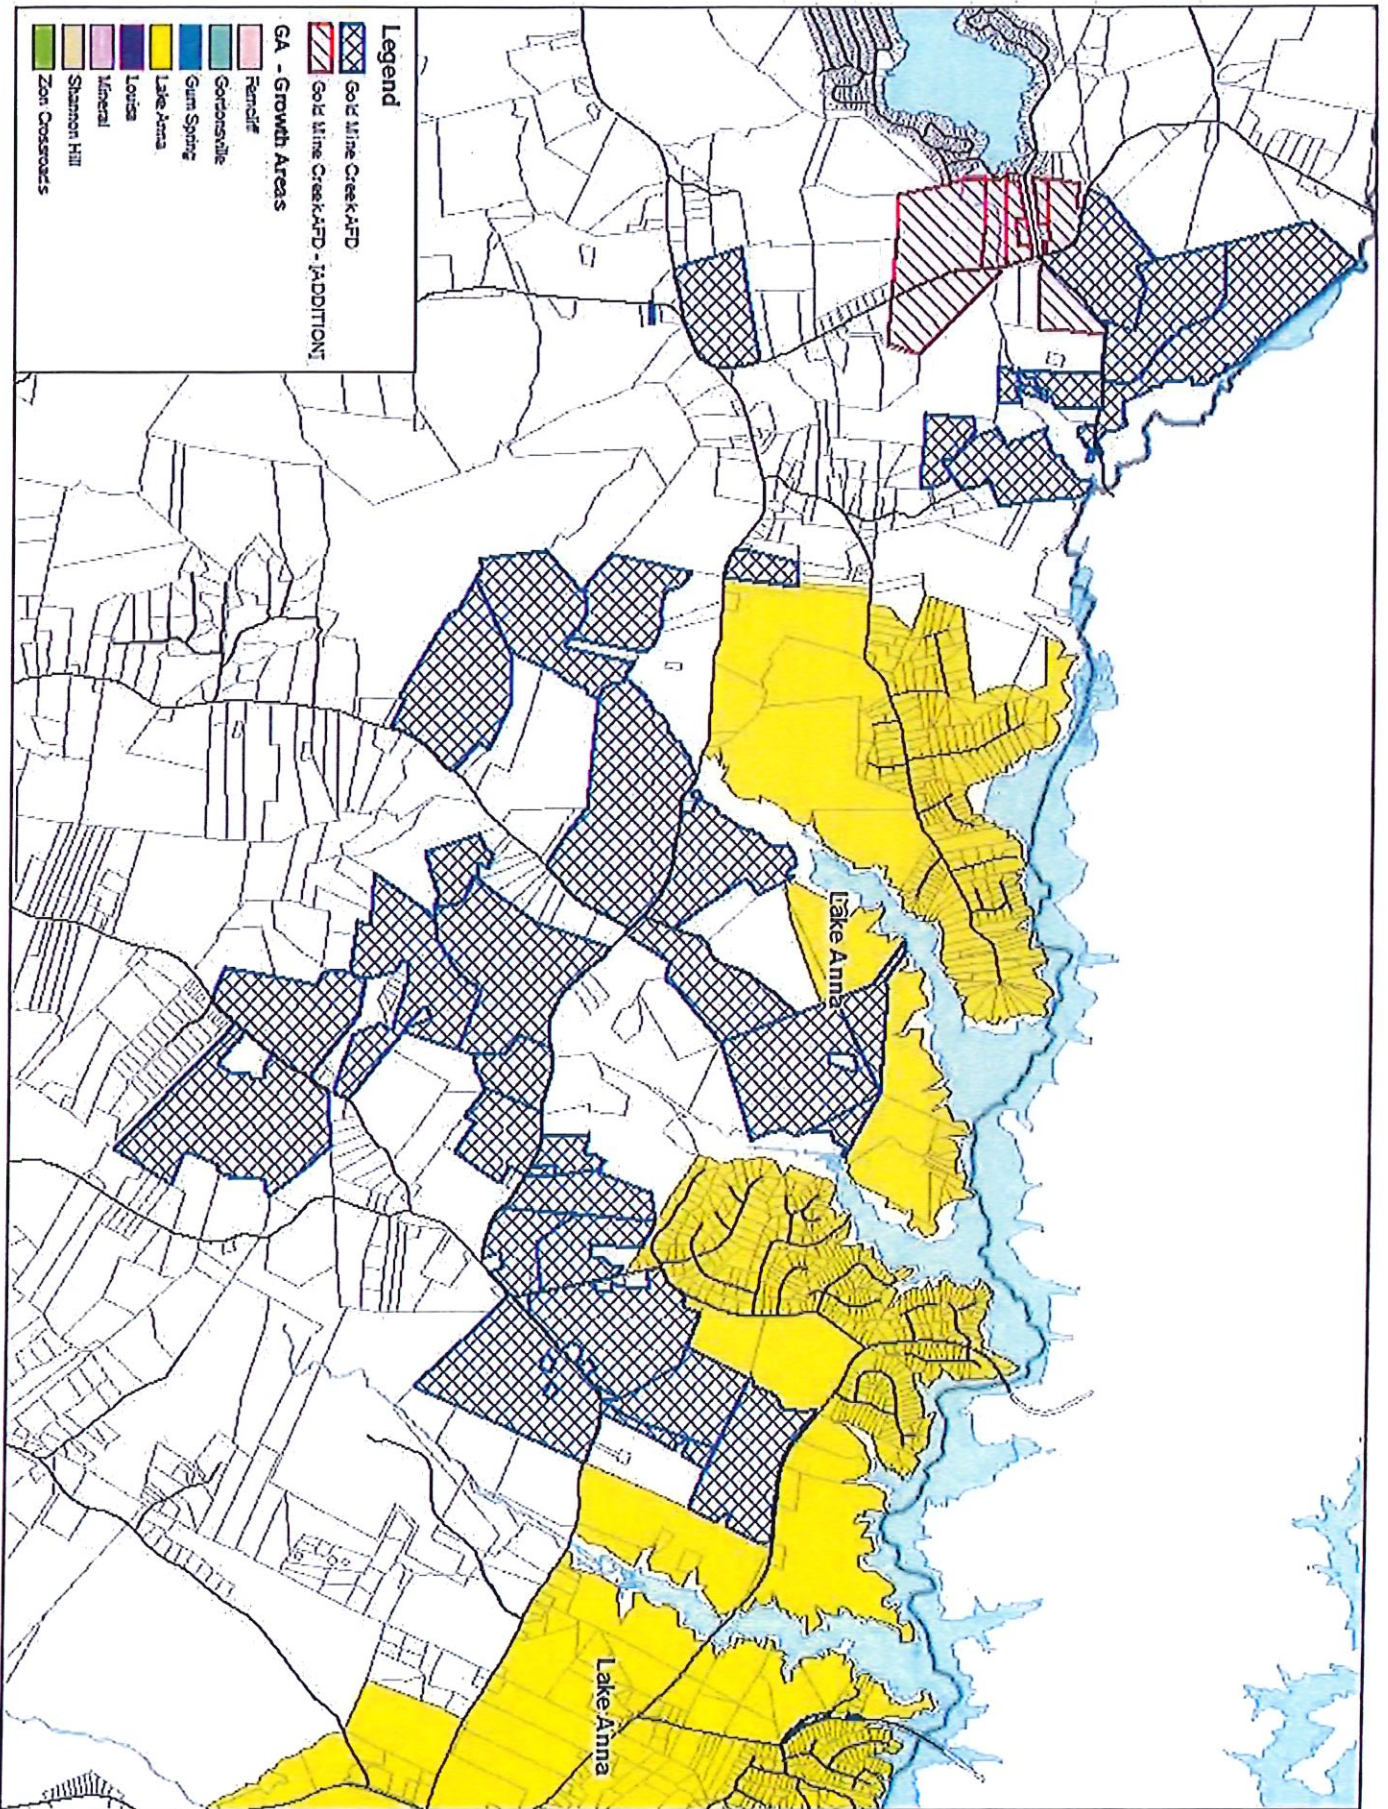 Legend
Gold Mine Creek AFD
Gold Mine Creek AFD - [ADDITION]
GA - Growth Areas
Ferncliff
Gordonsville
Gum Spring
Lake Anna
Louisa
Mineral
Shannon Hill
Zion Crossroads
Lake Anna
Lake Anna